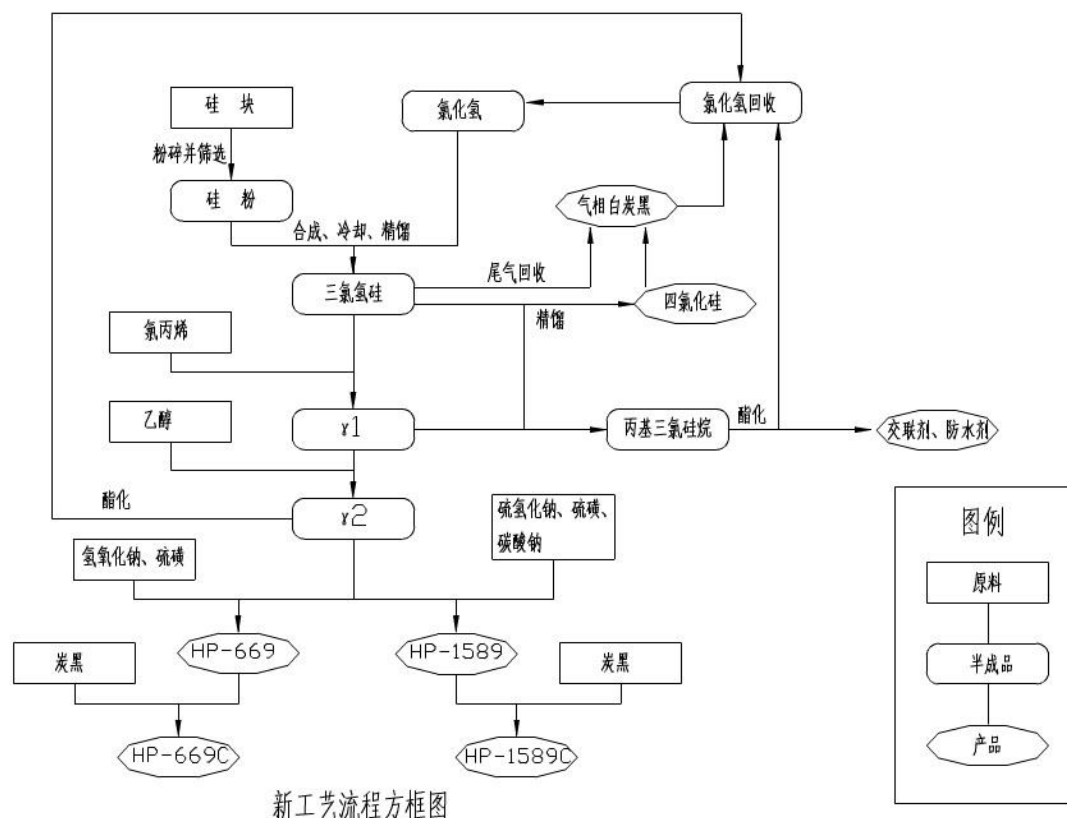 硅 块
氯化氢
氯化氢回收
粉碎并筛选
硅 粉
气相白炭黑
合成、冷却、精馏
尾气回收
三氯氢硅
四氯化硅
精馏
氯丙烯
乙醇
γ1
丙基三氯硅烷
酯化
交联剂、防水剂
酯化
γ2
硫氢化钠、硫磺、
碳酸钠
氢氧化钠、硫磺
HP-669
HP-1589
炭黑
炭黑
HP-669C
HP-1589C
新工艺流程方框图
图例
原料
半成品
产品